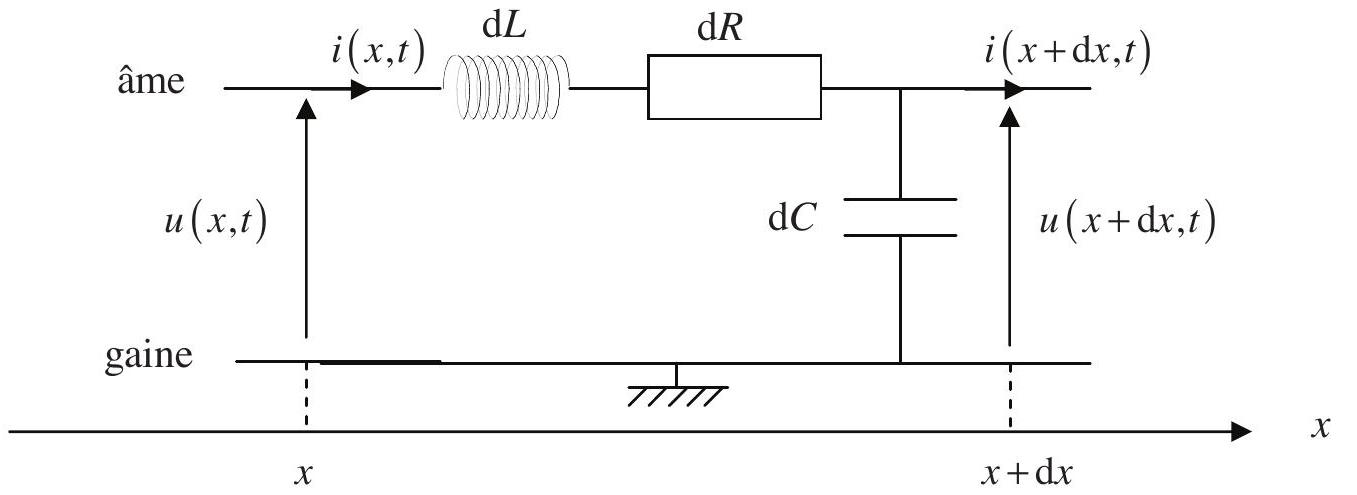 dL
dR
i(x,t)
i(x+dx,t)
âme
u(x,t)
dC
u(x+dx,t)
gaine
x
x
x+dx